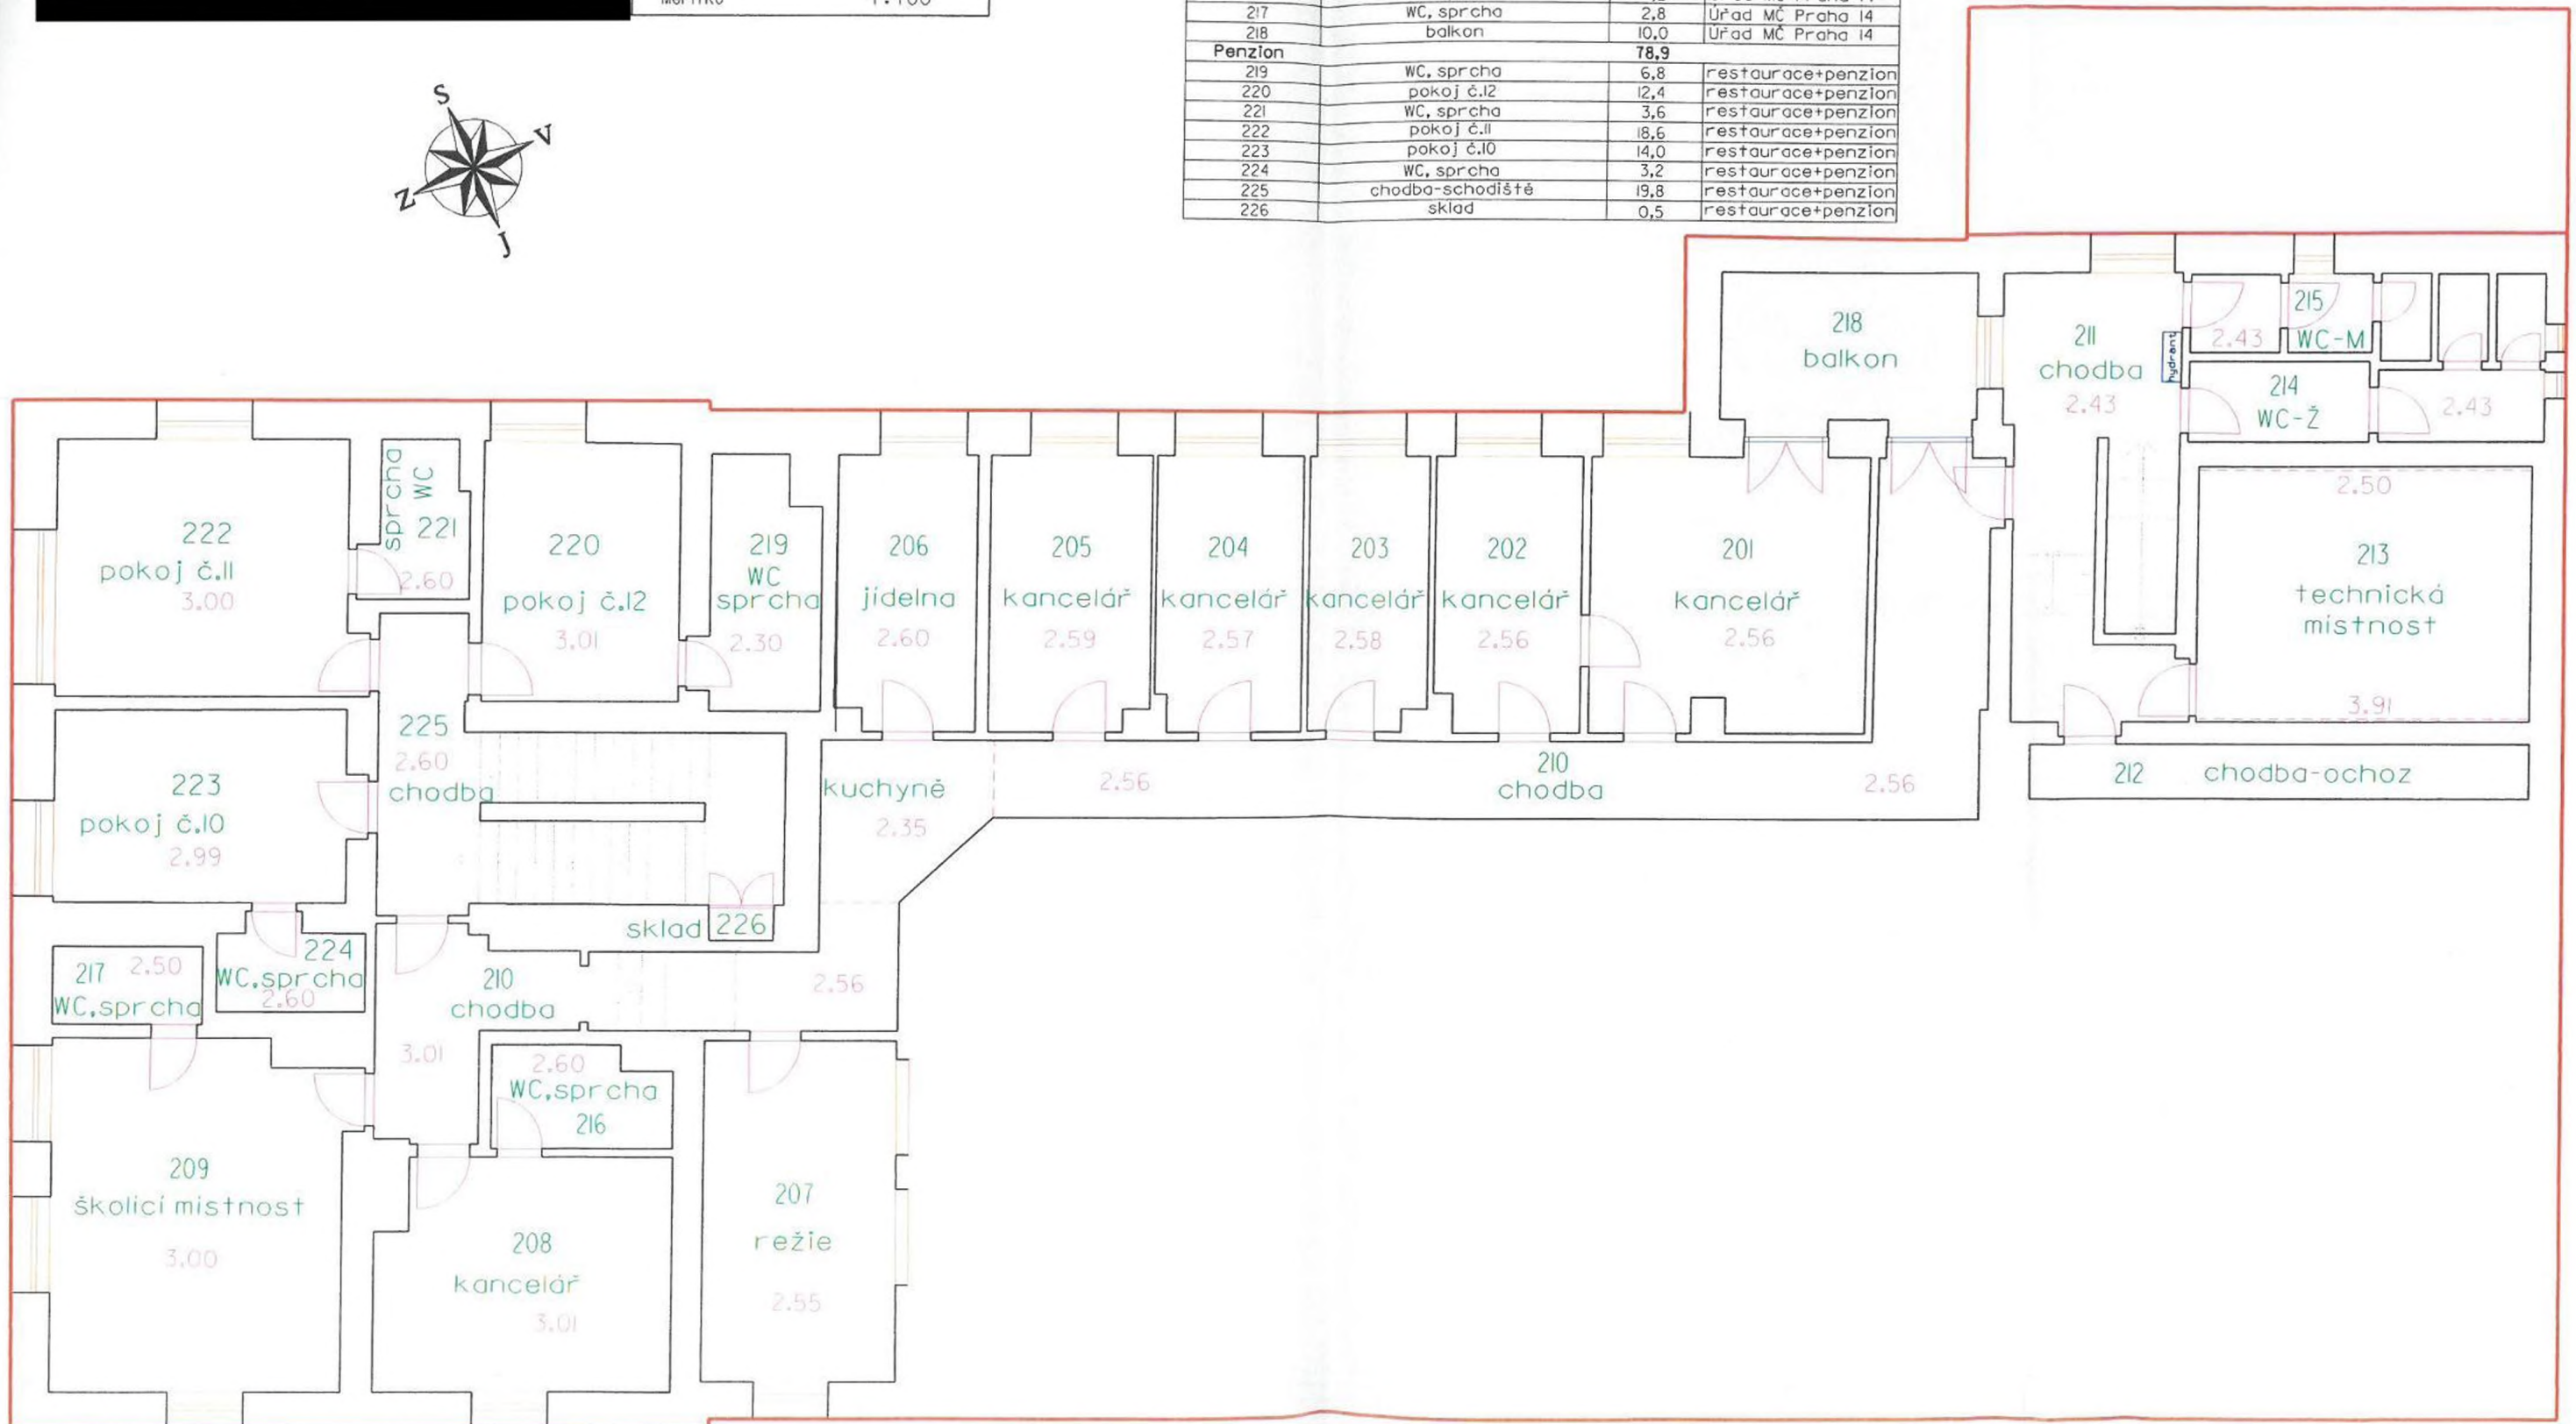 217 WC, sprcha 2,8 Úřad MČ Praha 14
218 balkon 10,0 Úřad MČ Praha 14
Penzion 78,9
219 WC, sprcha 6,8 restaurace+penzion
220 pokoj č.12 12,4 restaurace+penzion
221 WC, sprcha 3,6 restaurace+penzion
222 pokoj č.11 18,6 restaurace+penzion
223 pokoj č.10 14,0 restaurace+penzion
224 WC, sprcha 3,2 restaurace+penzion
225 chodba-schodiště 19,8 restaurace+penzion
226 sklad 0,5 restaurace+penzion
S
V
Z
J
222
pokoj č.11
3.00
sprcha
WC
221
2.60
220
pokoj č.12
3.01
219
WC
sprcha
2.30
206
jídelna
2.60
205
kancelář
2.59
204
kancelář
2.57
203
kancelář
2.58
202
kancelář
2.56
201
kancelář
2.56
218
balkon
211
chodba
2.43
hydrant
2.43
215
WC-M
214
WC-Ž
2.43
2.50
213
technická
místnost
3.91
212 chodba-ochoz
223
pokoj č.10
2.99
225
2.60
chodba
kuchyně
2.35
2.56
210
chodba
2.56
sklad 226
217 2.50
WC,sprcha
224
WC,sprcha
2.60
210
chodba
3.01
2.56
2.60
WC,sprcha
216
209
školicí místnost
3.00
208
kancelář
3.01
207
režie
2.55